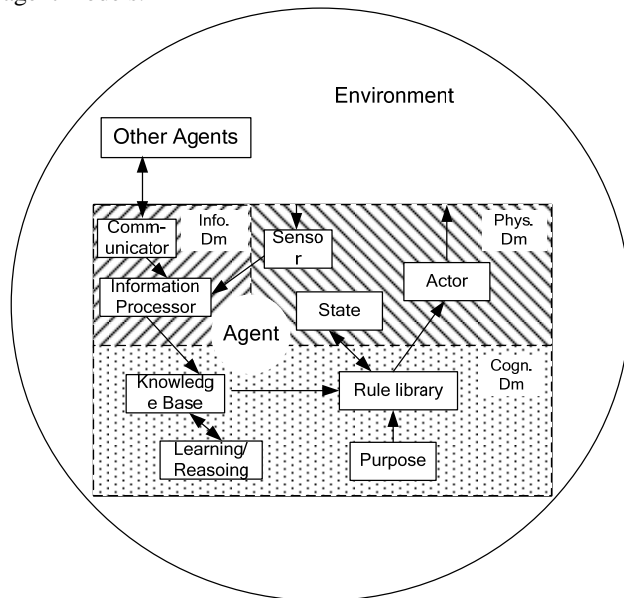 Environment
Other Agents
Comm-
unicator
Info.
Dm
Senso
r
Phys.
Dm
Information
Processor
Actor
State
Agent
Cogn.
Dm
Knowledg
e Base
Rule library
Learning/
Reasoing
Purpose